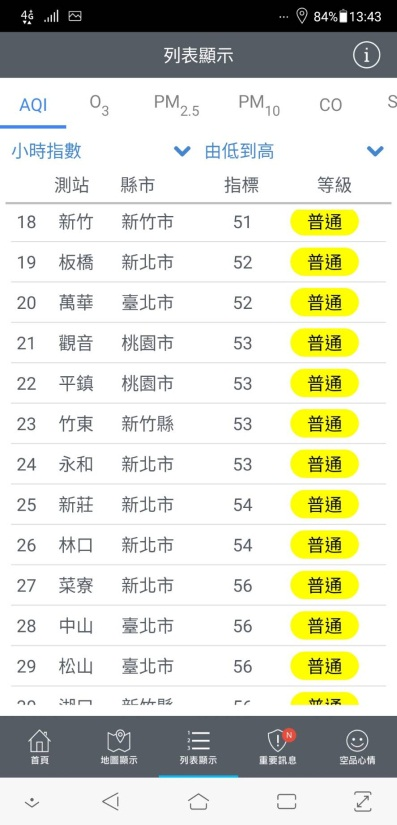 4G ... 84% 13:43
列表顯示 i
AQI O3 PM2.5 PM10 CO S
小時指數 由低到高
測站 縣市 指標 等級
18 新竹 新竹市 51 普通
19 板橋 新北市 52 普通
20 萬華 臺北市 52 普通
21 觀音 桃園市 53 普通
22 平鎮 桃園市 53 普通
23 竹東 新竹縣 53 普通
24 永和 新北市 53 普通
25 新莊 新北市 54 普通
26 林口 新北市 54 普通
27 菜寮 新北市 56 普通
28 中山 臺北市 56 普通
29 松山 臺北市 56 普通
30 湖口 新竹縣 56 普通
N
首頁 地圖顯示 列表顯示 重要訊息 空品心情